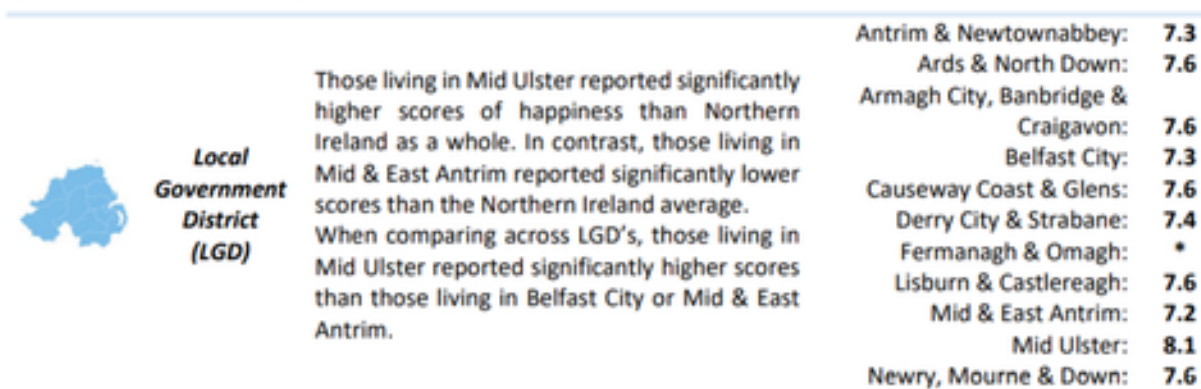 Local
Government
District
(LGD)
Those living in Mid Ulster reported significantly
higher scores of happiness than Northern
Ireland as a whole. In contrast, those living in
Mid & East Antrim reported significantly lower
scores than the Northern Ireland average.
When comparing across LGD's, those living in
Mid Ulster reported significantly higher scores
than those living in Belfast City or Mid & East
Antrim.
Antrim & Newtownabbey: 7.3
Ards & North Down: 7.6
Armagh City, Banbridge &
Craigavon: 7.6
Belfast City: 7.3
Causeway Coast & Glens: 7.6
Derry City & Strabane: 7.4
Fermanagh & Omagh: *
Lisburn & Castlereagh: 7.6
Mid & East Antrim: 7.2
Mid Ulster: 8.1
Newry, Mourne & Down: 7.6